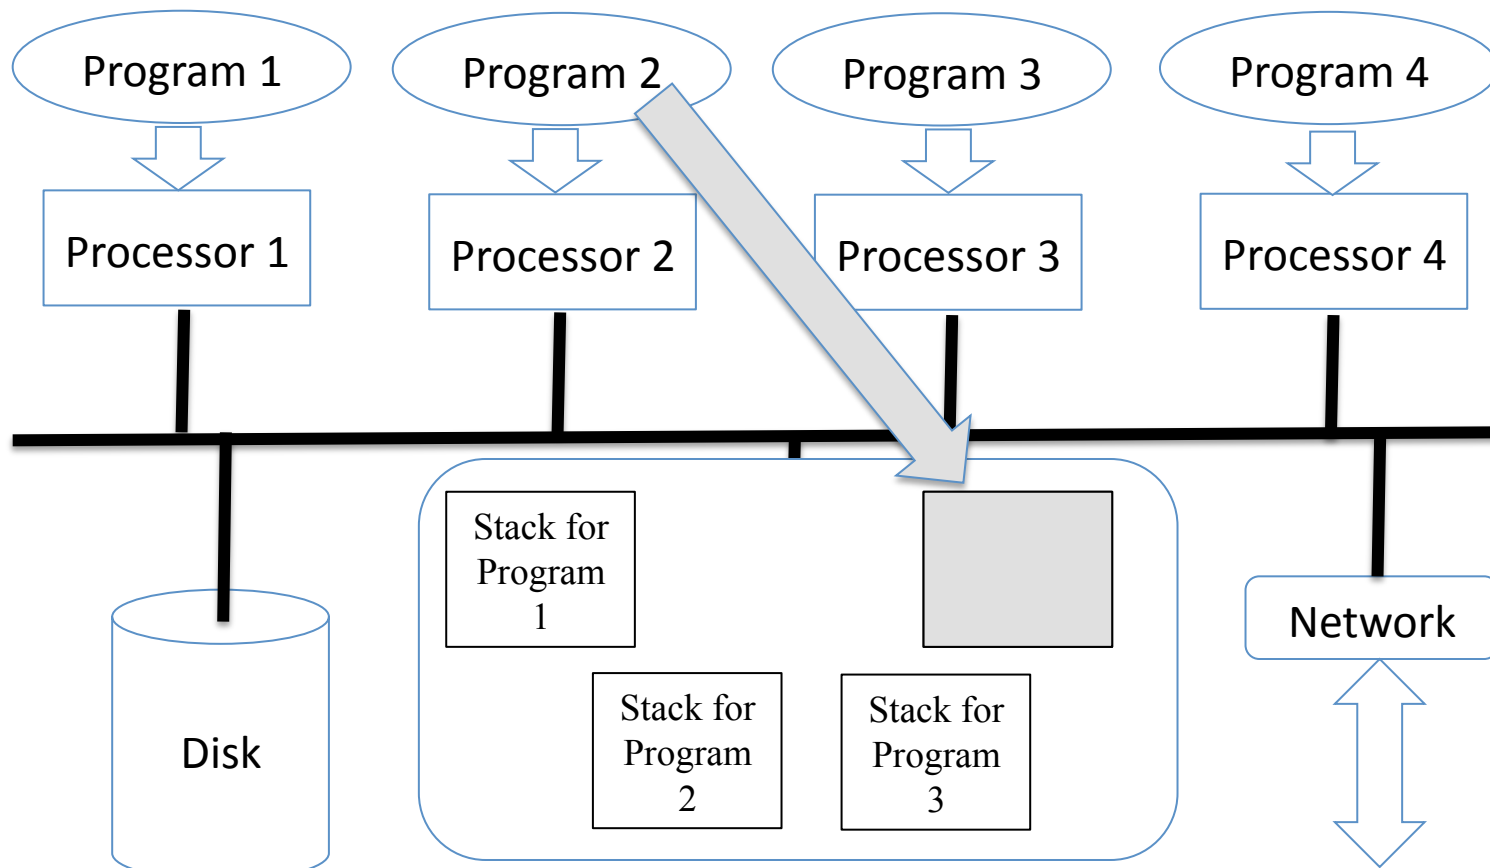 Program 1
Program 2
Program 3
Program 4
Processor 1
Processor 2
Processor 3
Processor 4
Stack for
Program
1
Network
Stack for
Program
2
Stack for
Program
3
Disk